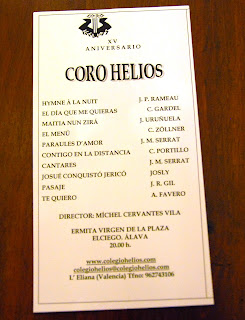 XV
ANIVERSARIO
CORO HELIOS
HYMNE À LA NUIT J. P. RAMEAU
EL DÍA QUE ME QUIERAS C. GARDEL
MAITIA NUN ZIRA J. URUÑUELA
EL MENÚ C. ZÖLLNER
PARAULES D'AMOR J. M. SERRAT
CONTIGO EN LA DISTANCIA C. PORTILLO
CANTARES J. M. SERRAT
JOSUÉ CONQUISTÓ JERICÓ JOSLY
PASAJE J. R. GIL
TE QUIERO A. FAVERO
DIRECTOR: MÍCHEL CERVANTES VILA
ERMITA VIRGEN DE LA PLAZA
ELCIEGO. ÁLAVA
20.00 h.
www.colegiohelios.com
colegiohelios@colegiohelios.com
L' Eliana (Valencia) Tfno: 962743106